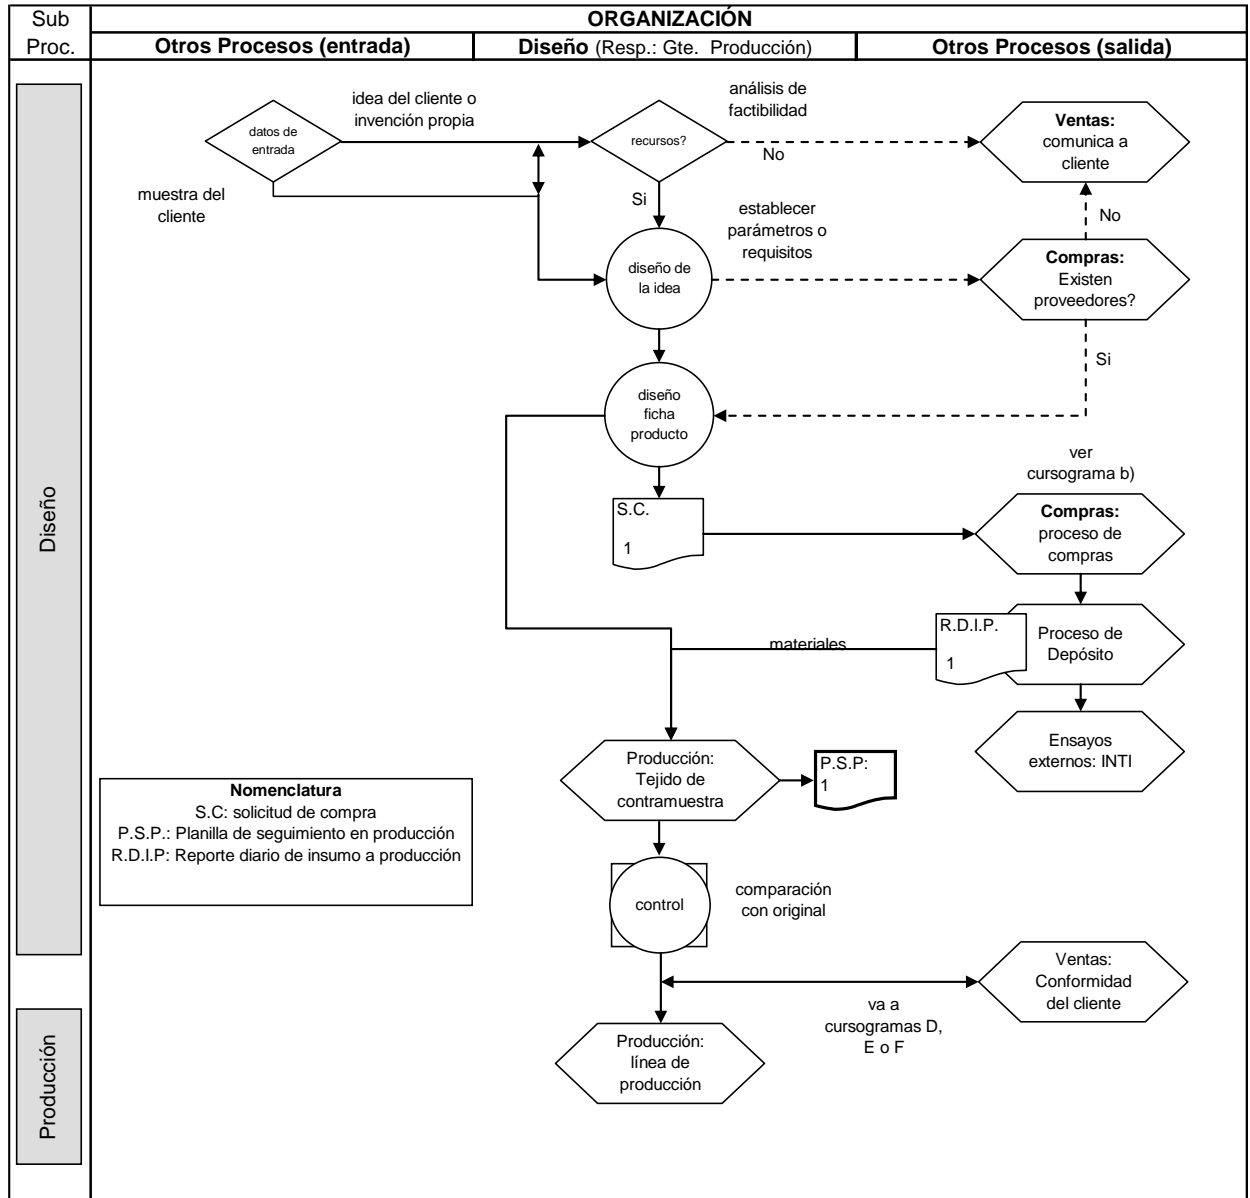 Sub
Proc.
ORGANIZACIÓN
Otros Procesos (entrada)
Diseño (Resp.: Gte. Producción)
Otros Procesos (salida)
Diseño
datos de
entrada
idea del cliente o
invención propia
muestra del
cliente
recursos?
análisis de
factibilidad
No
Si
Ventas:
comunica a
cliente
No
diseño de
la idea
establecer
parámetros o
requisitos
Compras:
Existen
proveedores?
Si
diseño
ficha
producto
ver
cursograma b)
S.C.
1
Compras:
proceso de
compras
materiales
R.D.I.P.
1
Proceso de
Depósito
Ensayos
externos: INTI
Producción:
Tejido de
contramuestra
P.S.P:
1
Nomenclatura
S.C: solicitud de compra
P.S.P.: Planilla de seguimiento en producción
R.D.I.P: Reporte diario de insumo a producción
control
comparación
con original
Ventas:
Conformidad
del cliente
va a
cursogramas D,
E o F
Producción
Producción:
línea de
producción